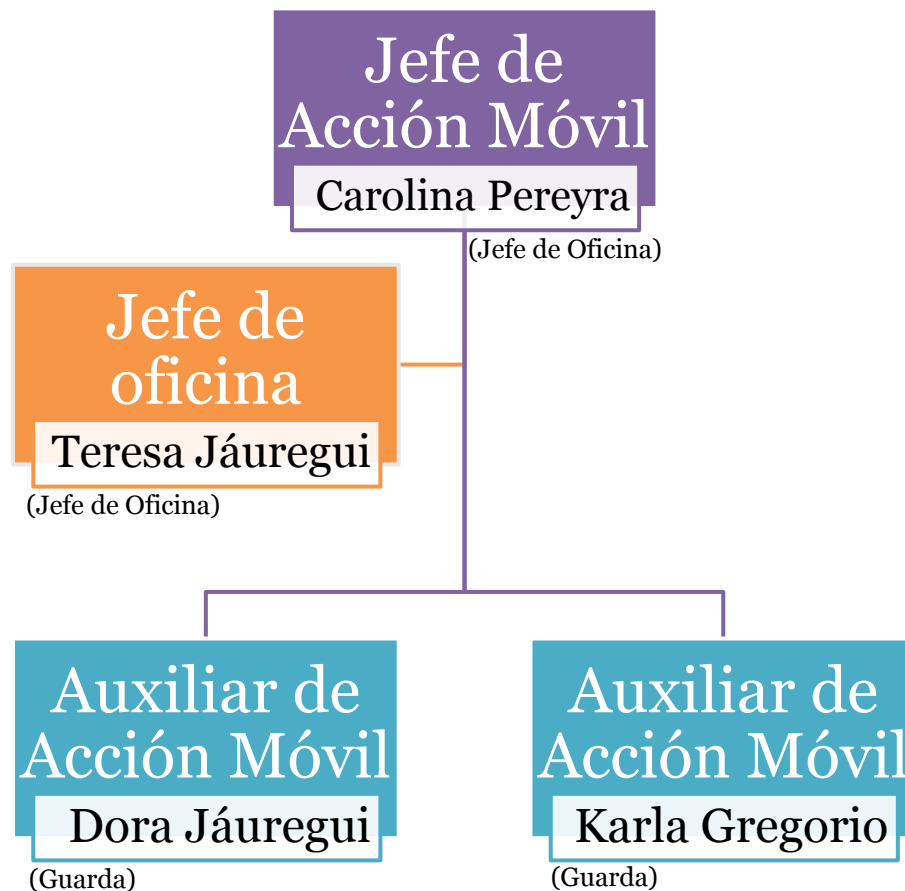 Jefe de
Acción Móvil
Carolina Pereyra
(Jefe de Oficina)
Jefe de
oficina
Teresa Jáuregui
(Jefe de Oficina)
Auxiliar de
Acción Móvil
Dora Jáuregui
(Guarda)
Auxiliar de
Acción Móvil
Karla Gregorio
(Guarda)